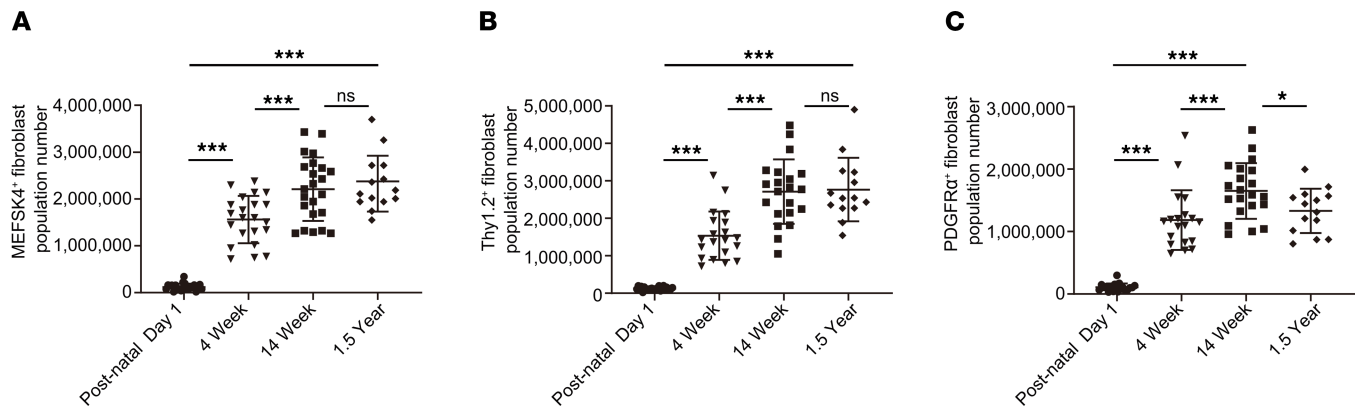 A
***
***
ns
***
MEFSK4⁺ fibroblast
population number
4,000,000
3,000,000
2,000,000
1,000,000
0
Post-natal Day 1
4 Week
14 Week
1.5 Year
B
***
***
ns
***
Thy1.2⁺ fibroblast
population number
5,000,000
4,000,000
3,000,000
2,000,000
1,000,000
0
Post-natal Day 1
4 Week
14 Week
1.5 Year
C
***
***
*
***
PDGFRα⁺ fibroblast
population number
3,000,000
2,000,000
1,000,000
0
Post-natal Day 1
4 Week
14 Week
1.5 Year